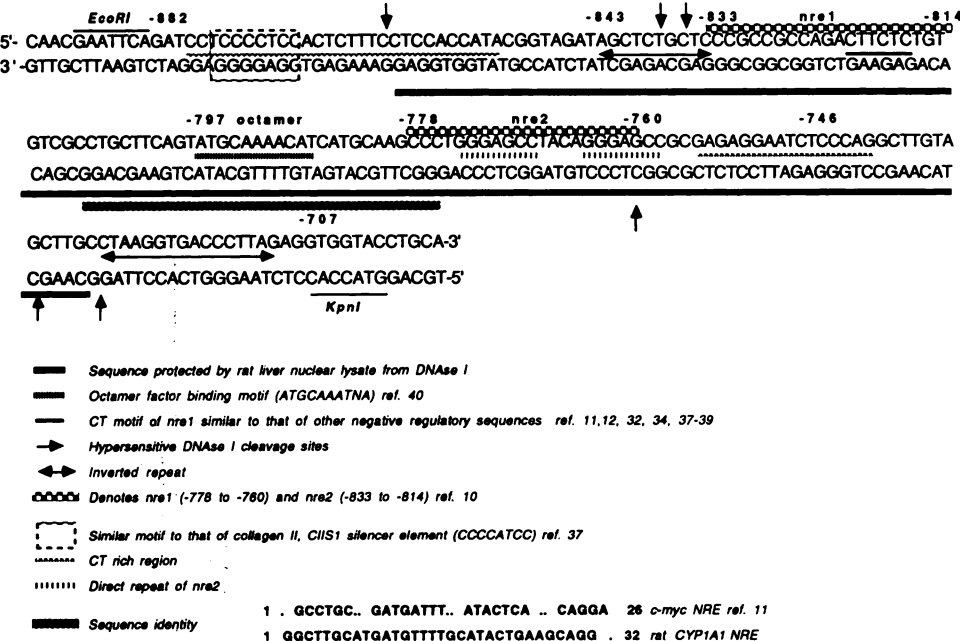 EcoRI -882 -843 -833 nre1 -814
5'- CAACGAATTCAGATCCTCCCCCTCCACTCTTTCCTCCACCATACGGTAGATAGCTCTGCTCCCGCCGCCAGACTTCTCTGT
3'-GTTGCTTAAGTCTAGGAGGGGGAGGTGAGAAAGGAGGTGGTATGCCATCTATCGAGACGAGGGCGGCGGTCTGAAGAGACA
-797 octamer -778 nre2 -760 -746
GTCGCCTGCTTCAGTATGCAAAACATCATGCAAGCCCCTGGGGAGCCTACAGGGGAGCCGCGAGAGGAATCTCCCAGGCTTGTA
CAGCGGACGAAGTCATACGTTTTGTAGTACGTTCGGGACCCTCGGATGTCCCTCGGCGCTCTCCTTAGAGGGTCCGAACAT
-707
GCTTGCCTAAGGTGACCCTTAGAGGTGGTACCTGCA-3'
CGAACGGATTCCACTGGGAATCTCCACCATGGACGT-5'
KpnI
Sequence protected by rat liver nuclear lysate from DNAse I
Octamer factor binding motif (ATGCAAATNA) ref. 40
CT motif of nre1 similar to that of other negative regulatory sequences ref. 11,12, 32, 34, 37-39
Hypersensitive DNAse I cleavage sites
Inverted repeat
Denotes nre1 (-778 to -760) and nre2 (-833 to -814) ref. 10
Similar motif to that of collagen II, CIIS1 silencer element (CCCCATCC) ref. 37
CT rich region
Direct repeat of nre2
Sequence identity
1 . GCCTGC.. GATGATTT.. ATACTCA .. CAGGA 26 c-myc NRE ref. 11
1 GGCTTGCATGATGTTTTGCATACTGAAGCAGG . 32 rat CYP1A1 NRE